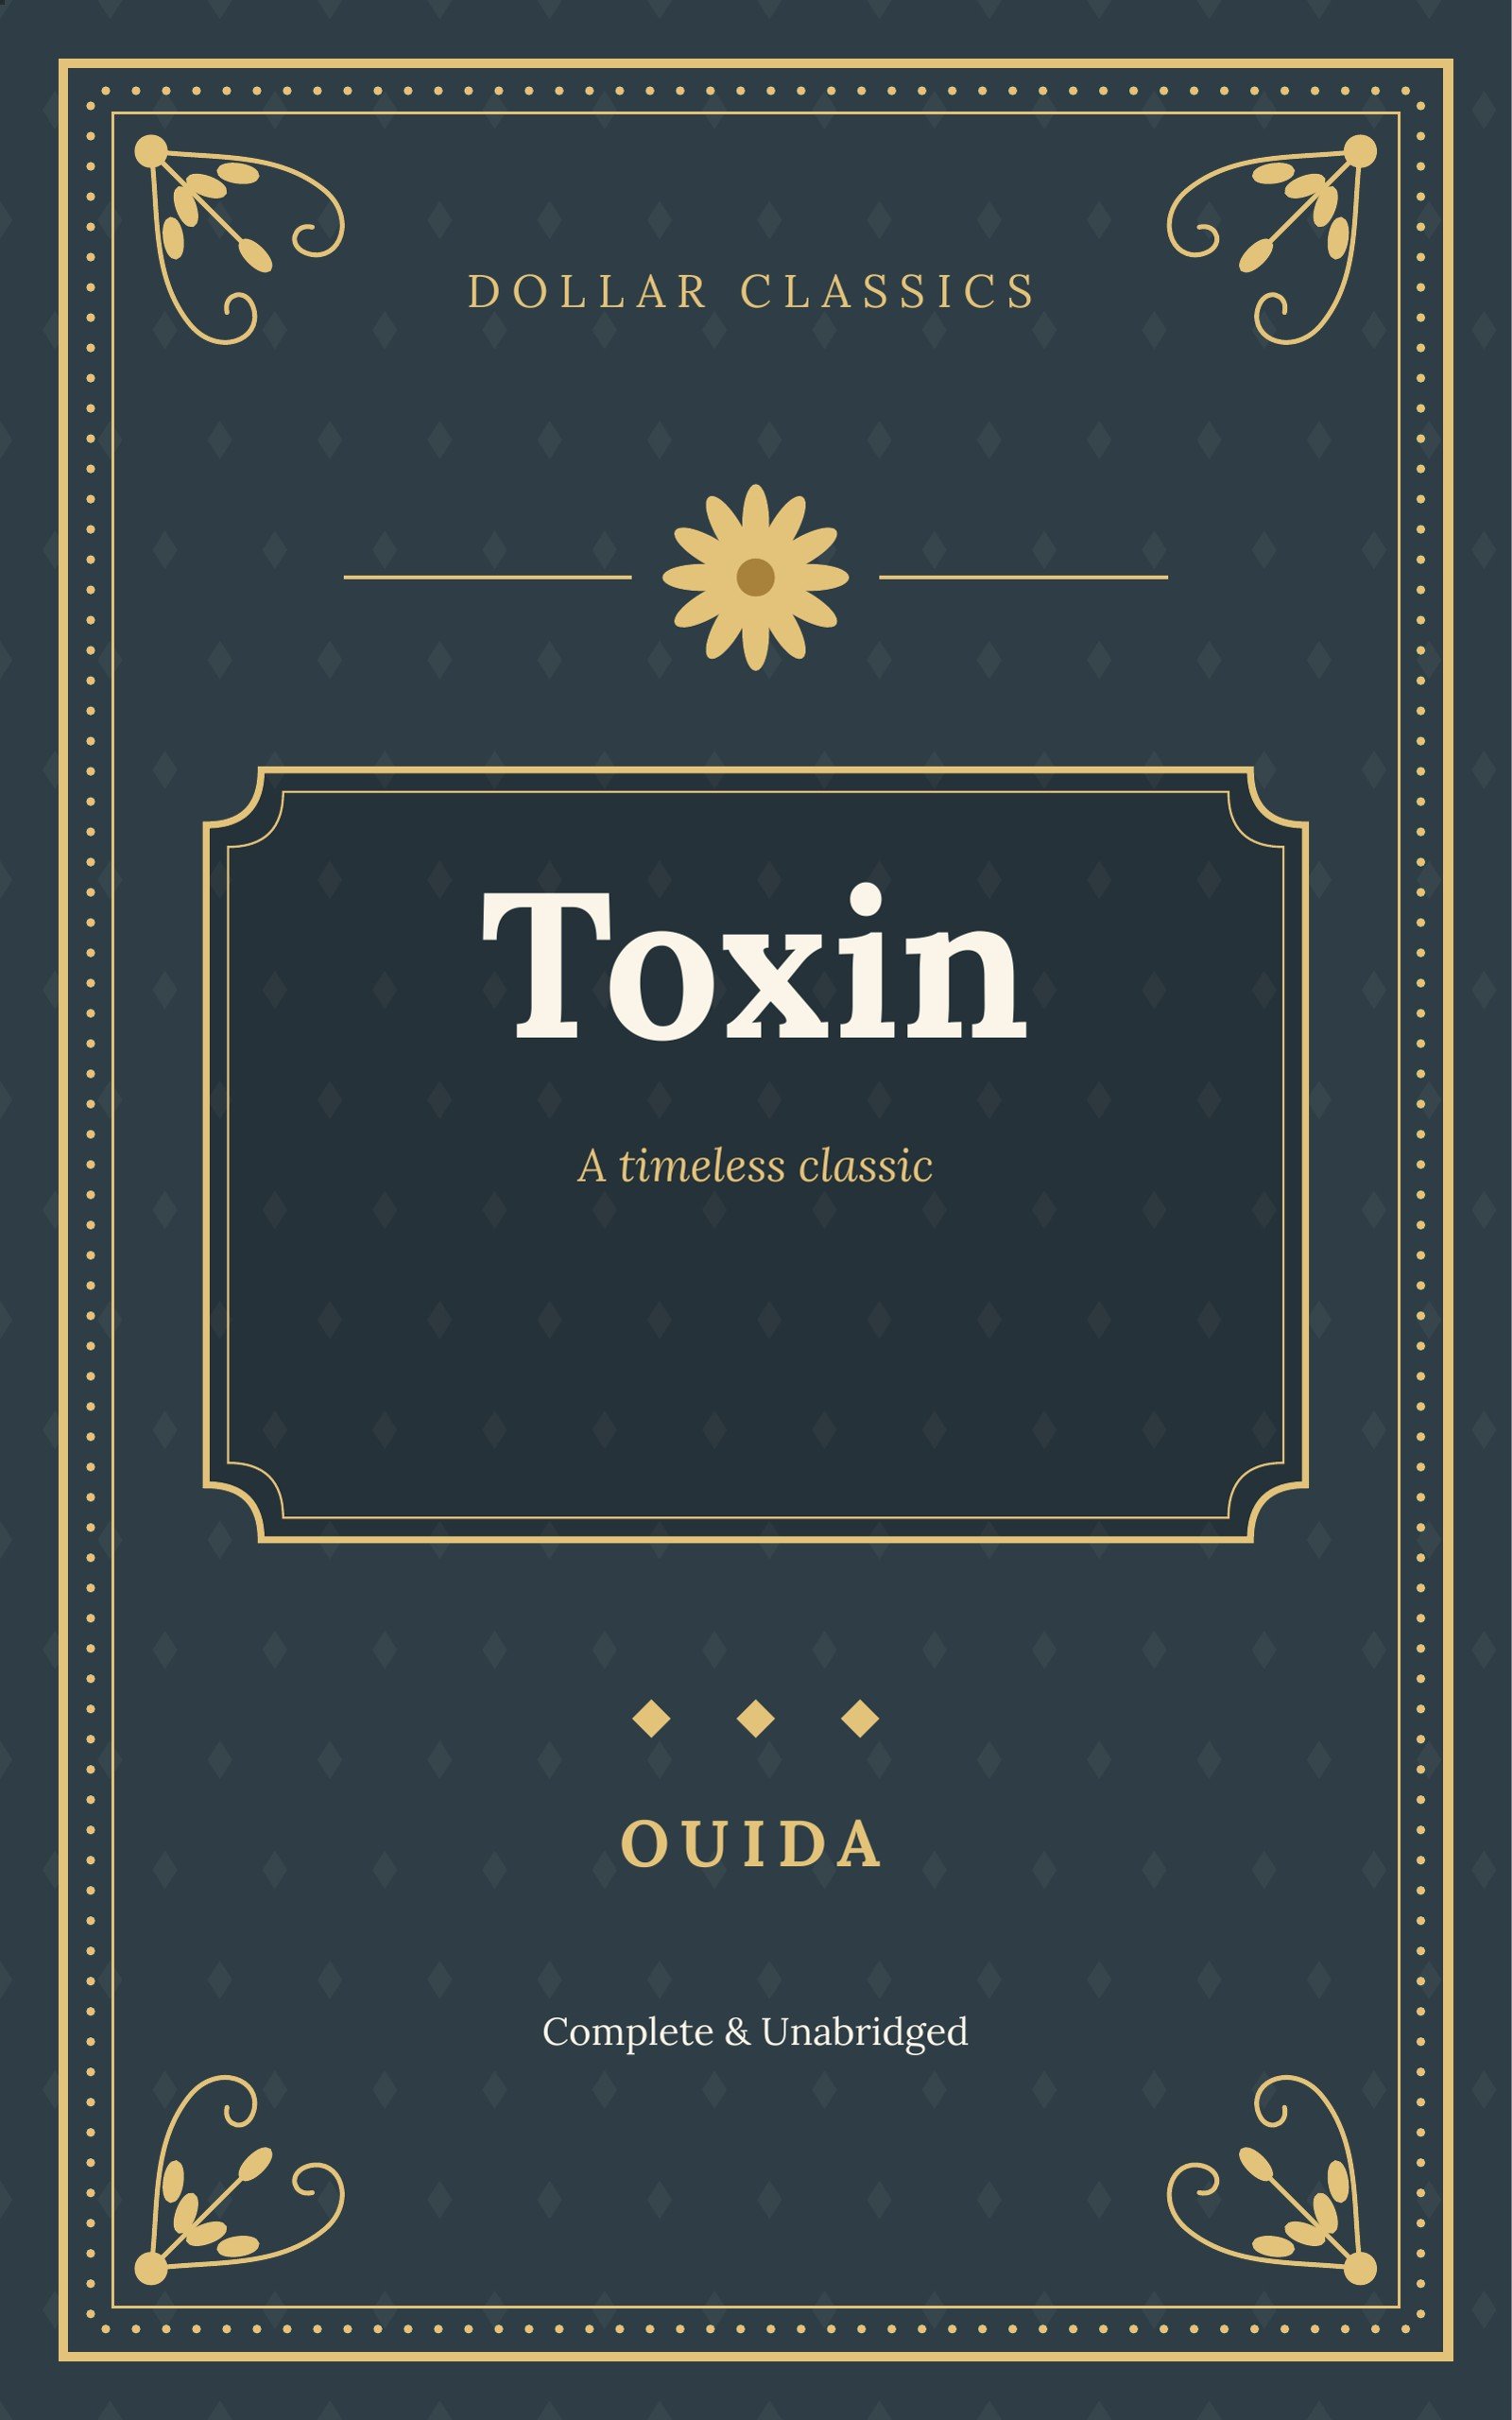 DOLLAR CLASSICS
Toxin
A timeless classic
OUIDA
Complete & Unabridged